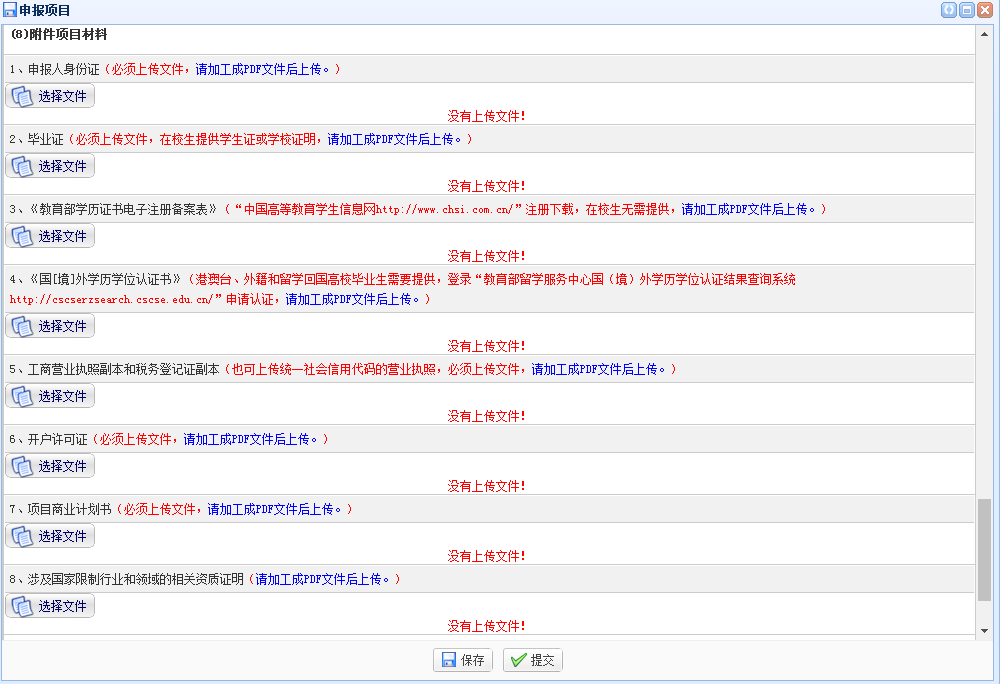 申报项目
(8)附件项目材料
1、申报人身份证（必须上传文件，请加工成PDF文件后上传。）
选择文件
没有上传文件!
2、毕业证（必须上传文件，在校生提供学生证或学校证明，请加工成PDF文件后上传。）
选择文件
没有上传文件!
3、《教育部学历证书电子注册备案表》（“中国高等教育学生信息网http://www.chsi.com.cn/”注册下载，在校生无需提供，请加工成PDF文件后上传。）
选择文件
没有上传文件!
4、《国[境]外学历学位认证书》（港澳台、外籍和留学回国高校毕业生需要提供，登录“教育部留学服务中心国（境）外学历学位认证结果查询系统
http://cscserzsearch.cscse.edu.cn/”申请认证，请加工成PDF文件后上传。）
选择文件
没有上传文件!
5、工商营业执照副本和税务登记证副本（也可上传统一社会信用代码的营业执照，必须上传文件，请加工成PDF文件后上传。）
选择文件
没有上传文件!
6、开户许可证（必须上传文件，请加工成PDF文件后上传。）
选择文件
没有上传文件!
7、项目商业计划书（必须上传文件，请加工成PDF文件后上传。）
选择文件
没有上传文件!
8、涉及国家限制行业和领域的相关资质证明（请加工成PDF文件后上传。）
选择文件
没有上传文件!
保存 提交